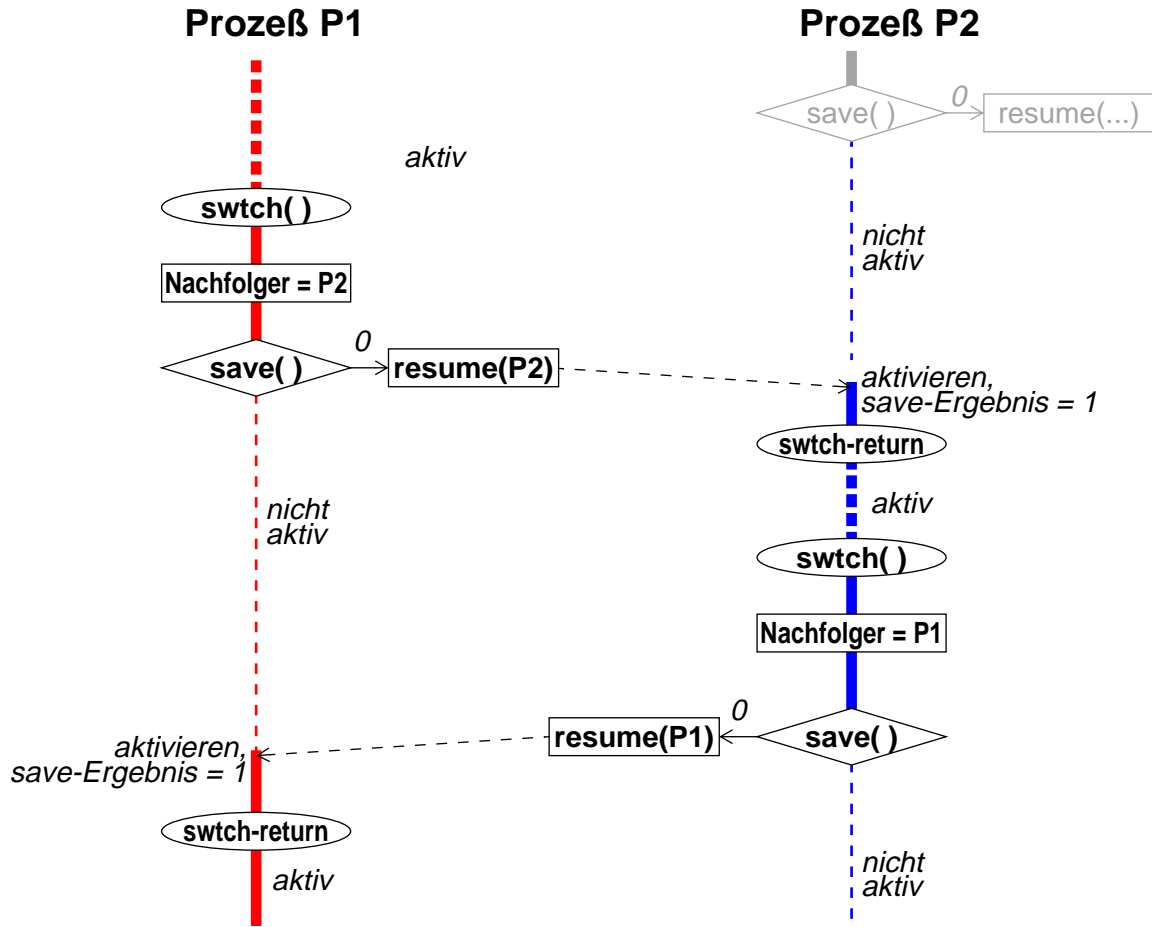 Prozeß P1
Prozeß P2
save( )
0
resume(...)
aktiv
swtch( )
nicht
aktiv
Nachfolger = P2
save( )
0
resume(P2)
aktivieren,
save-Ergebnis = 1
swtch-return
nicht
aktiv
aktiv
swtch( )
Nachfolger = P1
0
resume(P1)
save( )
aktivieren,
save-Ergebnis = 1
swtch-return
aktiv
nicht
aktiv